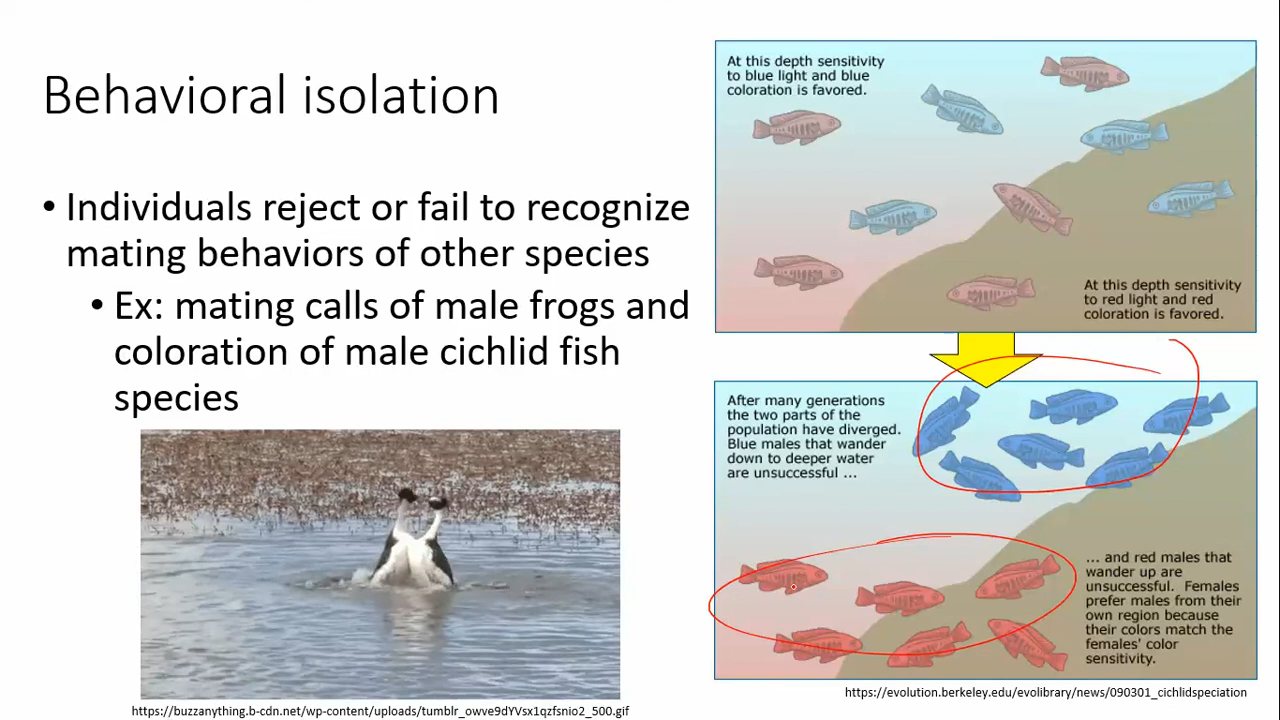 Behavioral isolation
• Individuals reject or fail to recognize
mating behaviors of other species
• Ex: mating calls of male frogs and
coloration of male cichlid fish
species
https://buzzanything.b-cdn.net/wp-content/uploads/tumblr_owve9dYVsx1qzfsnio2_500.gif
At this depth sensitivity
to blue light and blue
coloration is favored.
At this depth sensitivity
to red light and red
coloration is favored.
After many generations
the two parts of the
population have diverged.
Blue males that wander
down to deeper water
are unsuccessful ...
... and red males that
wander up are
unsuccessful. Females
prefer males from their
own region because
their colors match the
females' color
sensitivity.
https://evolution.berkeley.edu/evolibrary/news/090301_cichlidspeciation